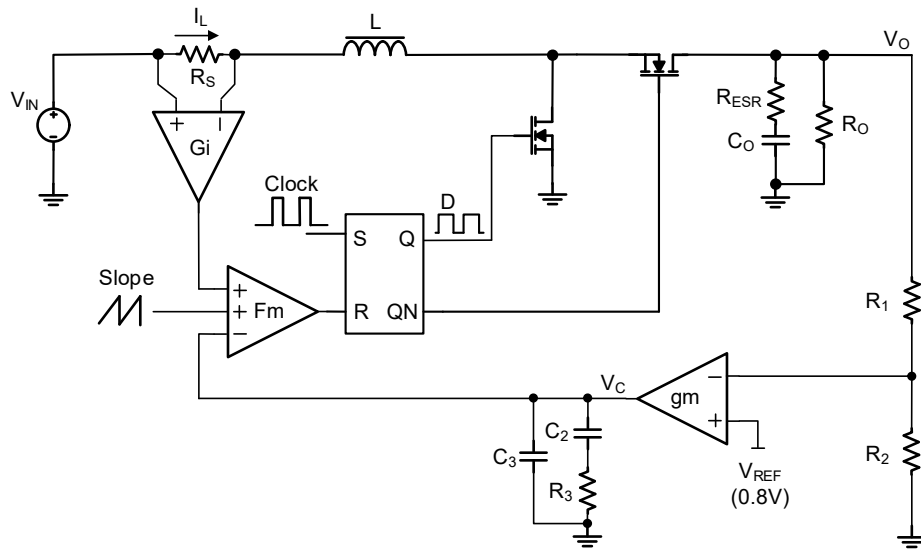 I_L
L
R_S
V_O
V_IN
+ −
Gi
R_ESR
C_O
R_O
Clock
D
S Q
Slope
+
+
−
Fm
R QN
R_1
V_C
gm
−
+
C_2
C_3
R_3
V_REF
(0.8V)
R_2